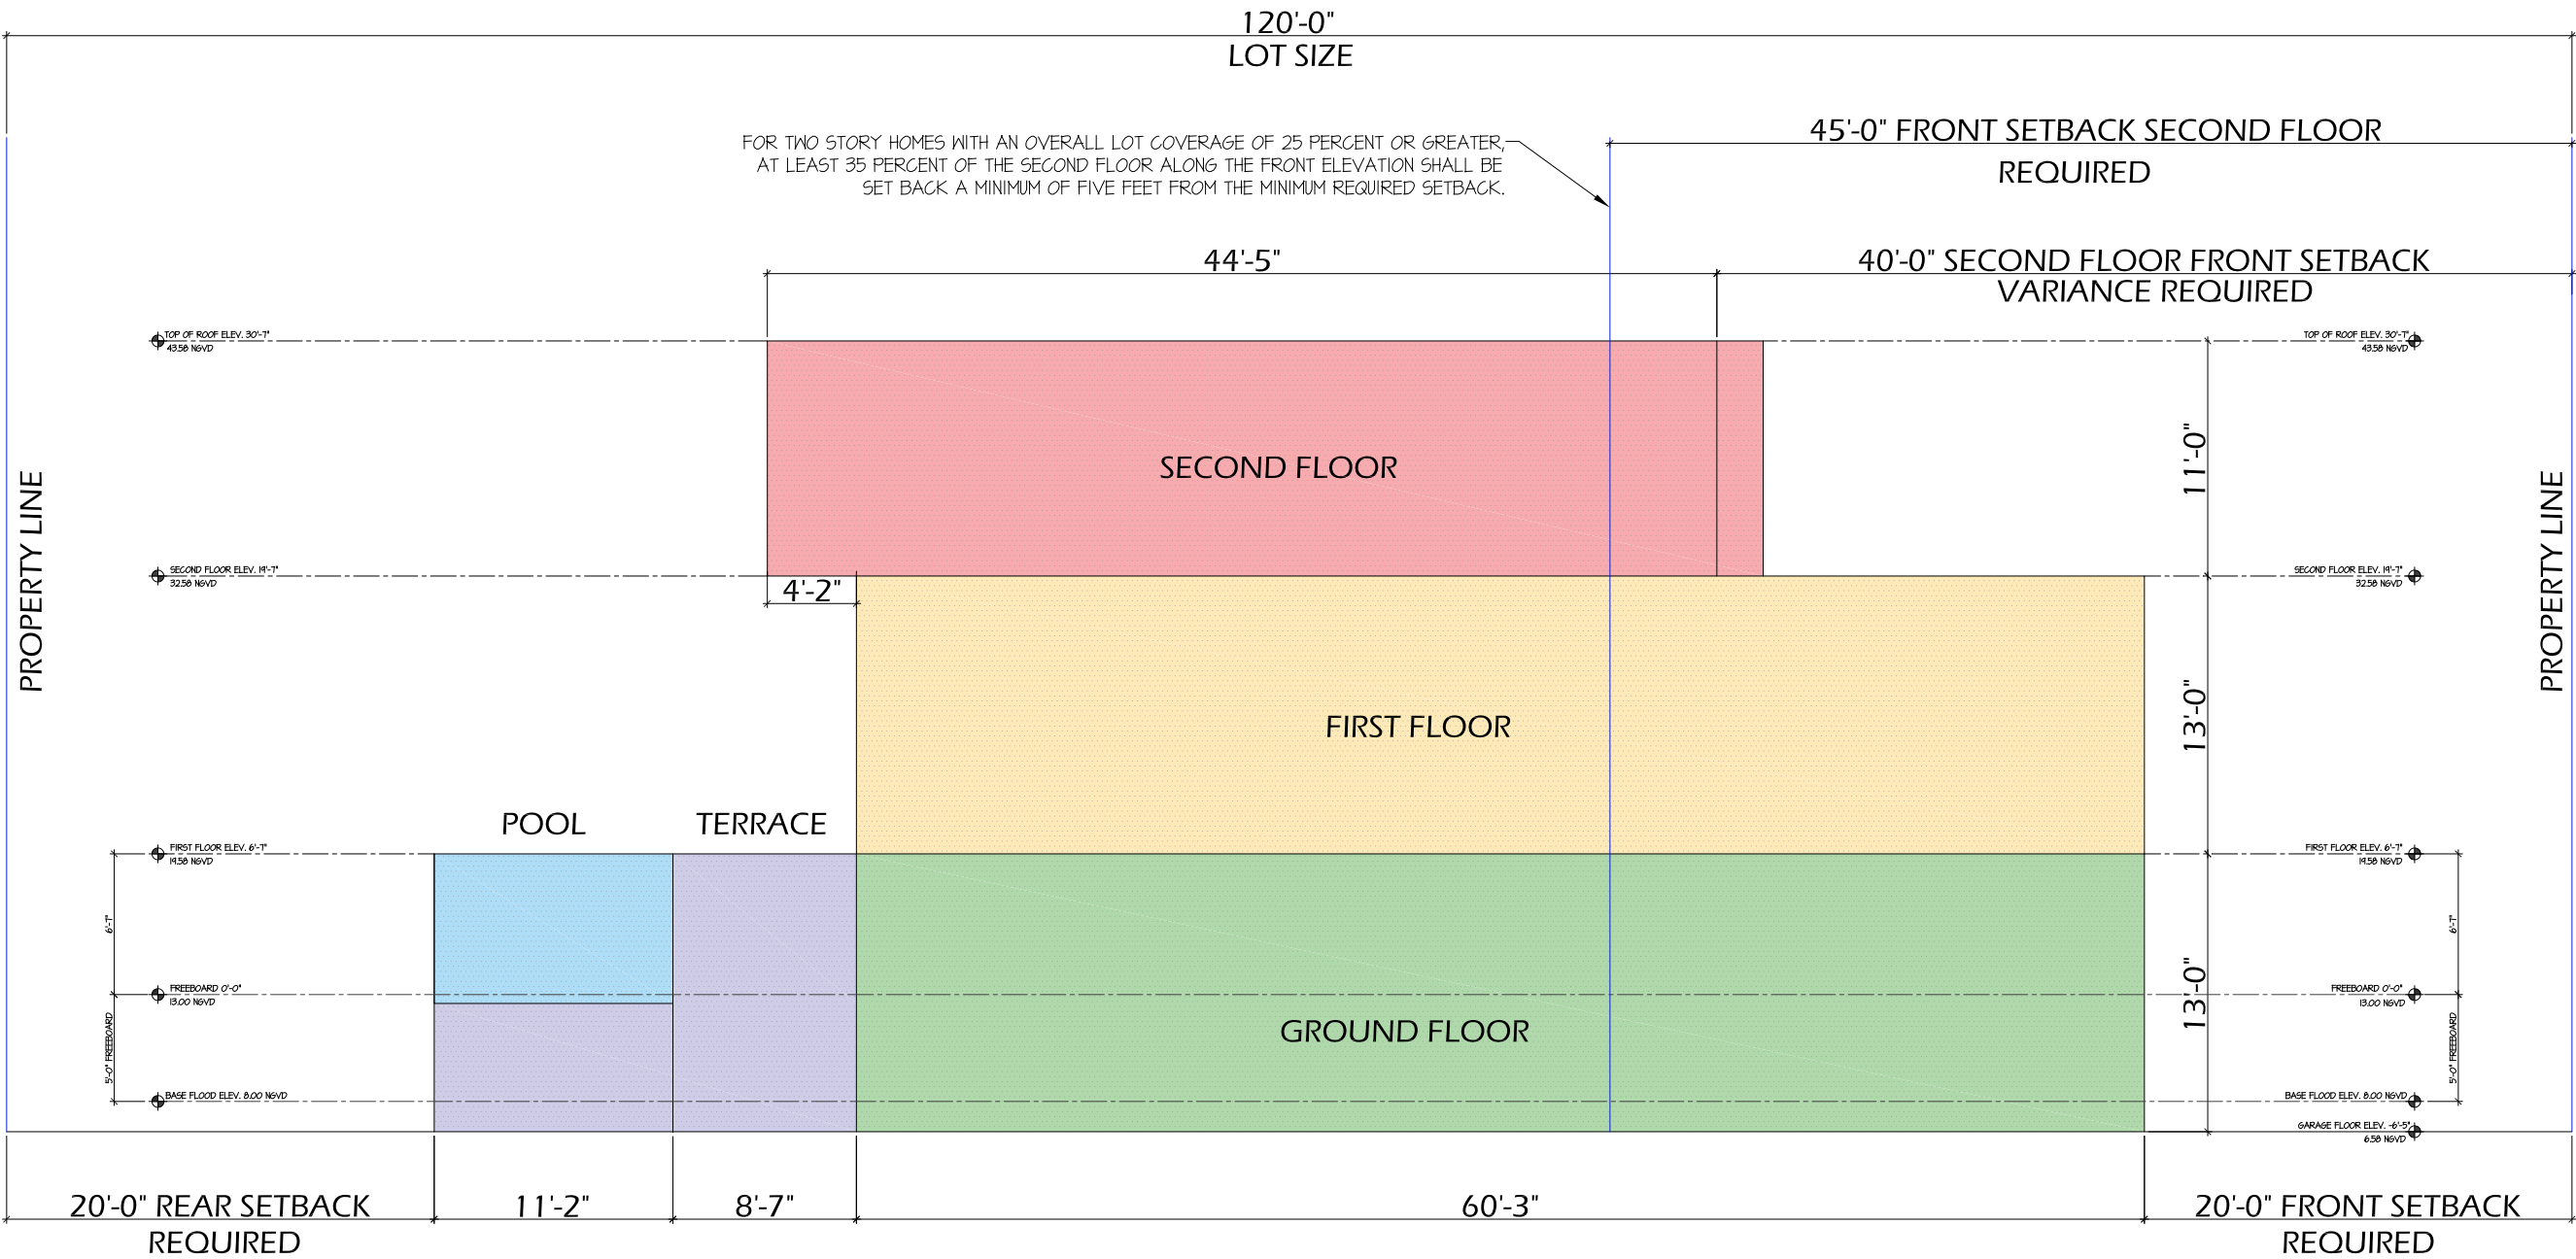 120'-0"
LOT SIZE
45'-0" FRONT SETBACK SECOND FLOOR
REQUIRED
FOR TWO STORY HOMES WITH AN OVERALL LOT COVERAGE OF 25 PERCENT OR GREATER,
AT LEAST 35 PERCENT OF THE SECOND FLOOR ALONG THE FRONT ELEVATION SHALL BE
SET BACK A MINIMUM OF FIVE FEET FROM THE MINIMUM REQUIRED SETBACK.
44'-5"
40'-0" SECOND FLOOR FRONT SETBACK
VARIANCE REQUIRED
TOP OF ROOF ELEV. 30'-7"
43.58 NGVD
TOP OF ROOF ELEV. 30'-7"
43.58 NGVD
SECOND FLOOR
11'-0"
PROPERTY LINE
PROPERTY LINE
SECOND FLOOR ELEV. 19'-7"
32.58 NGVD
4'-2"
SECOND FLOOR ELEV. 19'-7"
32.58 NGVD
FIRST FLOOR
13'-0"
POOL
TERRACE
FIRST FLOOR ELEV. 6'-7"
19.58 NGVD
FIRST FLOOR ELEV. 6'-7"
19.58 NGVD
6'-7"
6'-7"
FREEBOARD 0'-0"
13.00 NGVD
FREEBOARD 0'-0"
13.00 NGVD
13'-0"
GROUND FLOOR
5'-0" FREEBOARD
5'-0" FREEBOARD
BASE FLOOD ELEV. 8.00 NGVD
BASE FLOOD ELEV. 8.00 NGVD
GARAGE FLOOR ELEV. -6'-5"
6.58 NGVD
20'-0" REAR SETBACK
REQUIRED
11'-2"
8'-7"
60'-3"
20'-0" FRONT SETBACK
REQUIRED